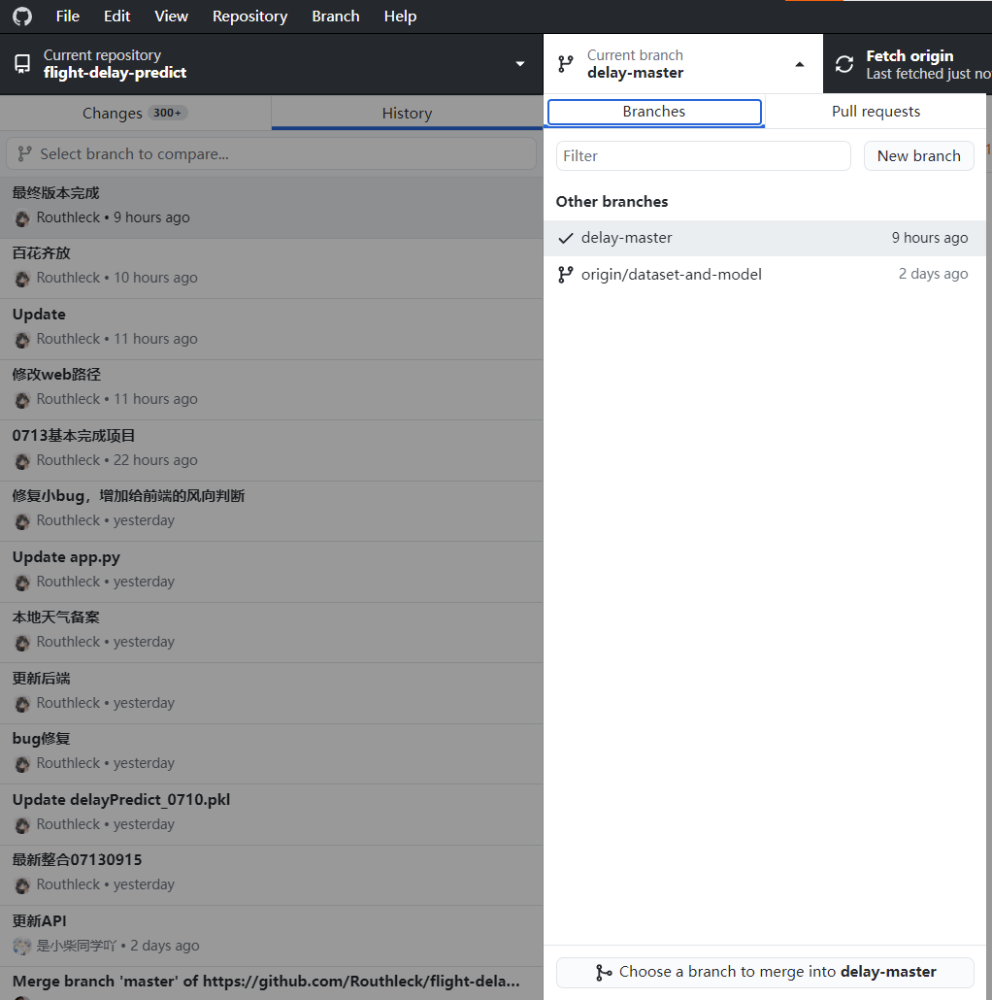 File Edit View Repository Branch Help
Current repository
flight-delay-predict
Current branch
delay-master
Fetch origin
Last fetched just no
Changes 300+
History
Select branch to compare...
最终版本完成
Routhleck • 9 hours ago
百花齐放
Routhleck • 10 hours ago
Update
Routhleck • 11 hours ago
修改web路径
Routhleck • 11 hours ago
0713基本完成项目
Routhleck • 22 hours ago
修复小bug，增加给前端的风向判断
Routhleck • yesterday
Update app.py
Routhleck • yesterday
本地天气备案
Routhleck • yesterday
更新后端
Routhleck • yesterday
bug修复
Routhleck • yesterday
Update delayPredict_0710.pkl
Routhleck • yesterday
最新整合07130915
Routhleck • yesterday
更新API
是小柴同学吖 • 2 days ago
Merge branch 'master' of https://github.com/Routhleck/flight-dela...
Branches
Pull requests
Filter
New branch
Other branches
delay-master 9 hours ago
origin/dataset-and-model 2 days ago
Choose a branch to merge into delay-master